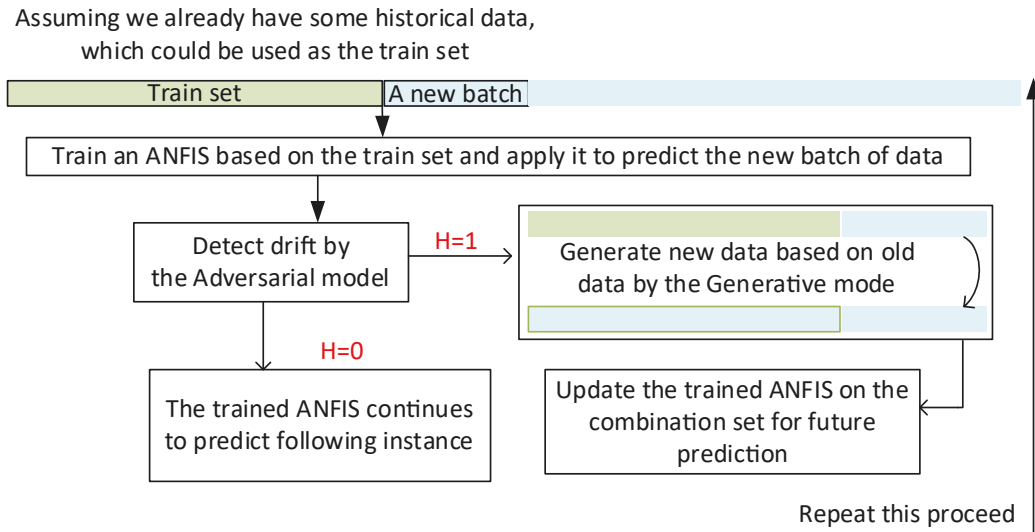 Assuming we already have some historical data,
which could be used as the train set
Train set
A new batch
Train an ANFIS based on the train set and apply it to predict the new batch of data
Detect drift by
the Adversarial model
H=1
Generate new data based on old
data by the Generative mode
H=0
The trained ANFIS continues
to predict following instance
Update the trained ANFIS on the
combination set for future
prediction
Repeat this proceed